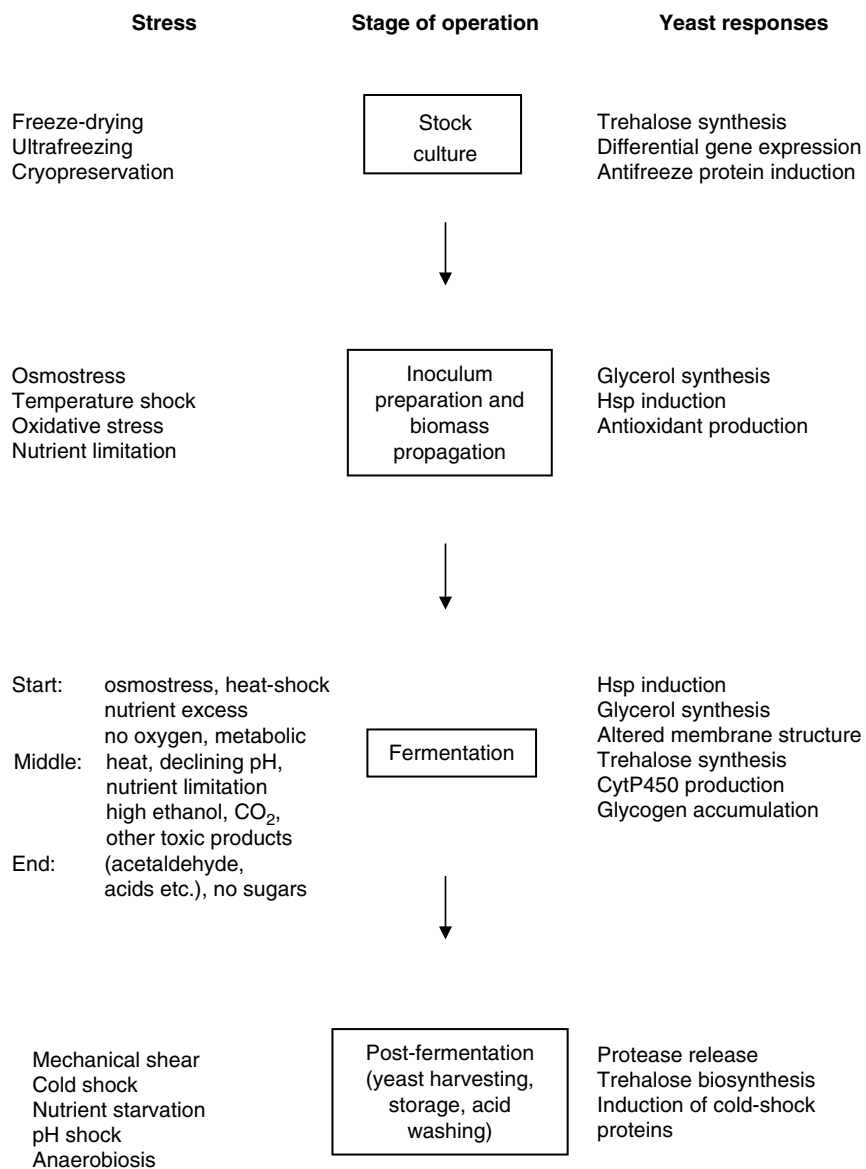 Stress
Stage of operation
Yeast responses
Freeze-drying
Ultrafreezing
Cryopreservation
Stock
culture
Trehalose synthesis
Differential gene expression
Antifreeze protein induction
Osmostress
Temperature shock
Oxidative stress
Nutrient limitation
Inoculum
preparation and
biomass
propagation
Glycerol synthesis
Hsp induction
Antioxidant production
Start: osmostress, heat-shock
nutrient excess
no oxygen, metabolic
Middle: heat, declining pH,
nutrient limitation
high ethanol, CO₂,
other toxic products
End: (acetaldehyde,
acids etc.), no sugars
Fermentation
Hsp induction
Glycerol synthesis
Altered membrane structure
Trehalose synthesis
CytP450 production
Glycogen accumulation
Mechanical shear
Cold shock
Nutrient starvation
pH shock
Anaerobiosis
Post-fermentation
(yeast harvesting,
storage, acid
washing)
Protease release
Trehalose biosynthesis
Induction of cold-shock
proteins